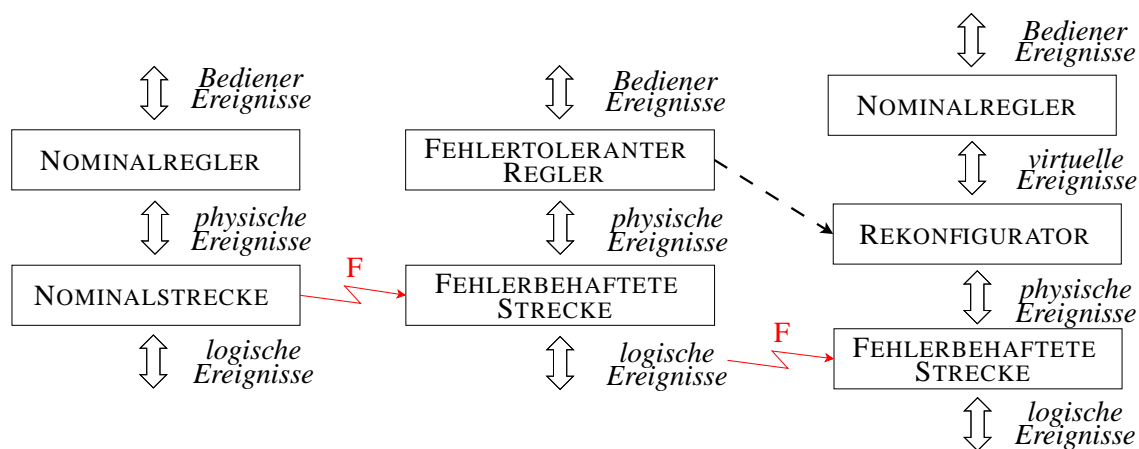 Bediener
Ereignisse
NOMINALREGLER
physische
Ereignisse
NOMINALSTRECKE
logische
Ereignisse
F
Bediener
Ereignisse
FEHLERTOLERANTER
REGLER
physische
Ereignisse
FEHLERBEHAFTETE
STRECKE
logische
Ereignisse
F
Bediener
Ereignisse
NOMINALREGLER
virtuelle
Ereignisse
REKONFIGURATOR
physische
Ereignisse
FEHLERBEHAFTETE
STRECKE
logische
Ereignisse